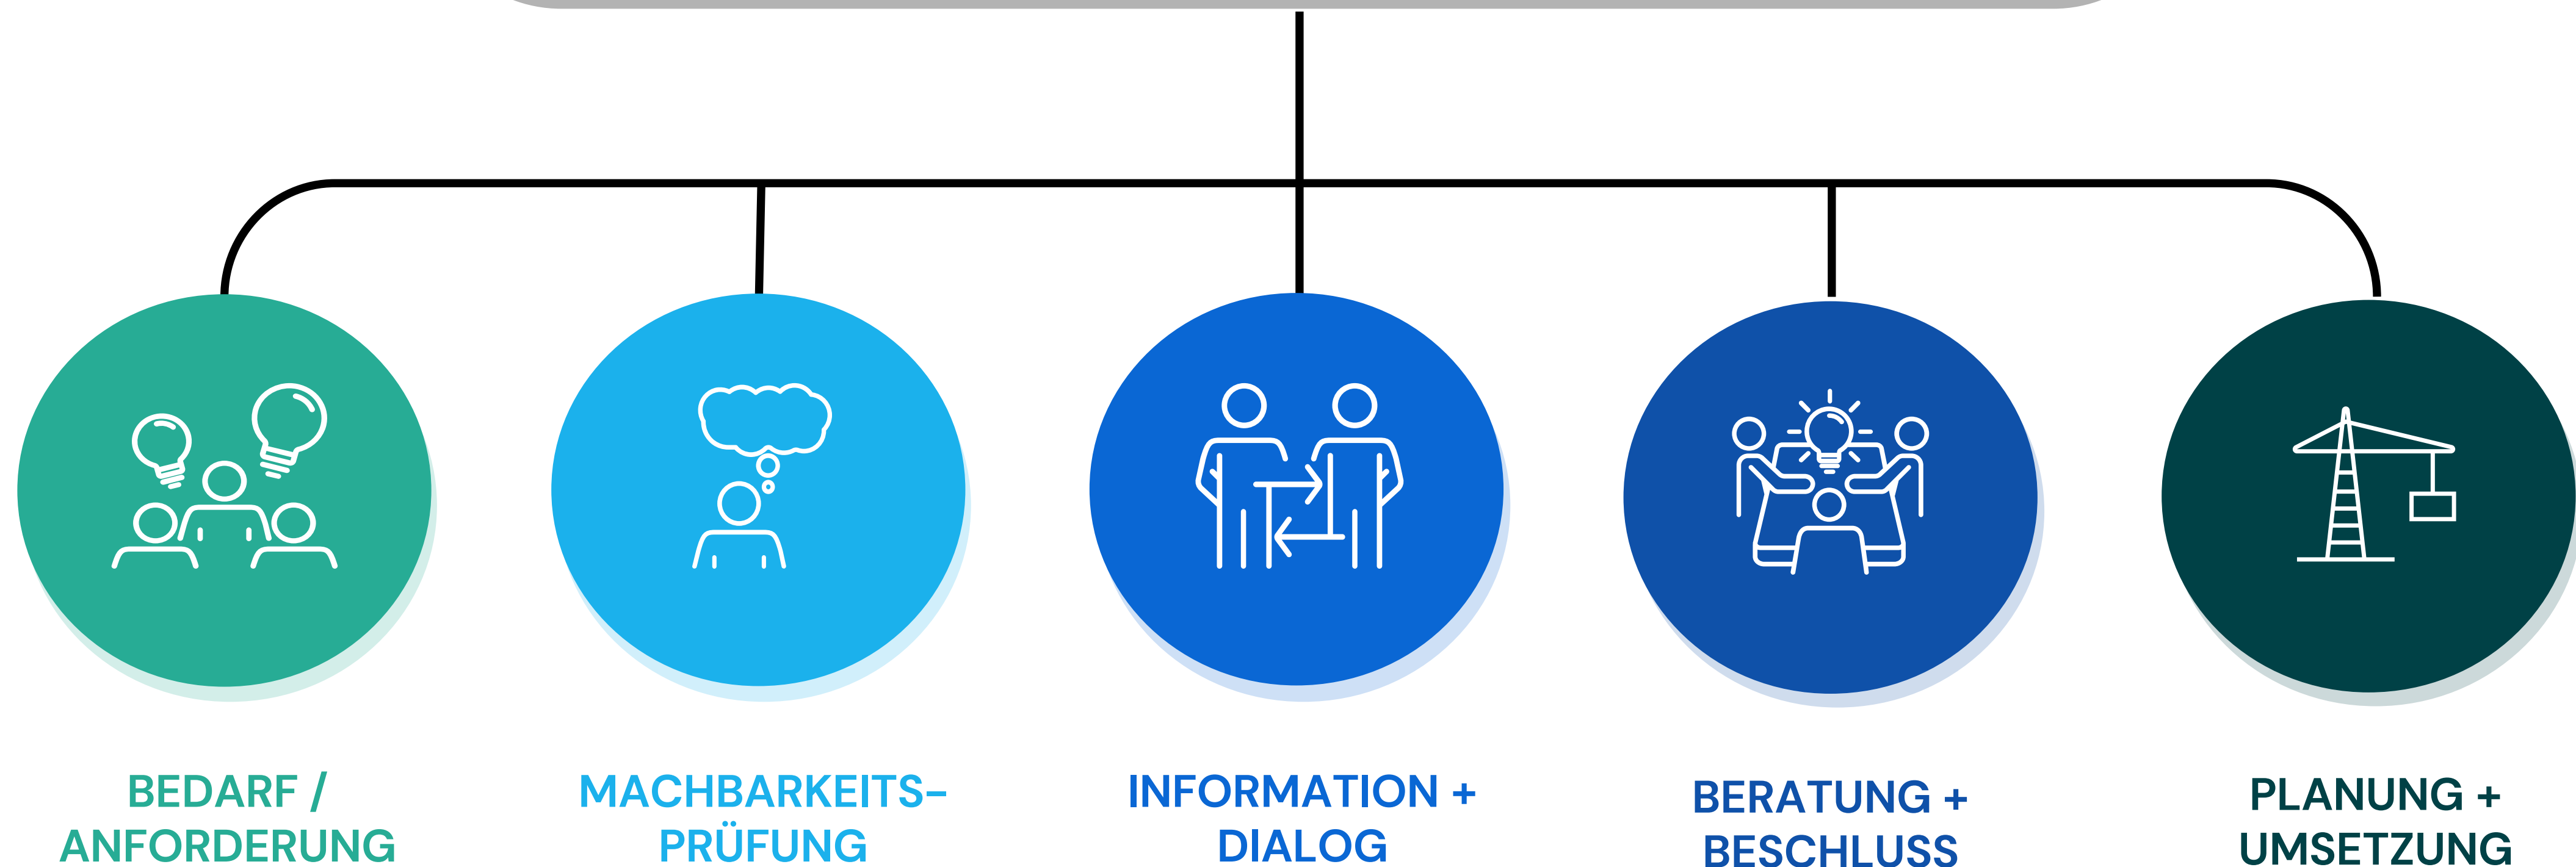 BEDARF /
ANFORDERUNG
MACHBARKEITS-
PRÜFUNG
INFORMATION +
DIALOG
BERATUNG +
BESCHLUSS
PLANUNG +
UMSETZUNG